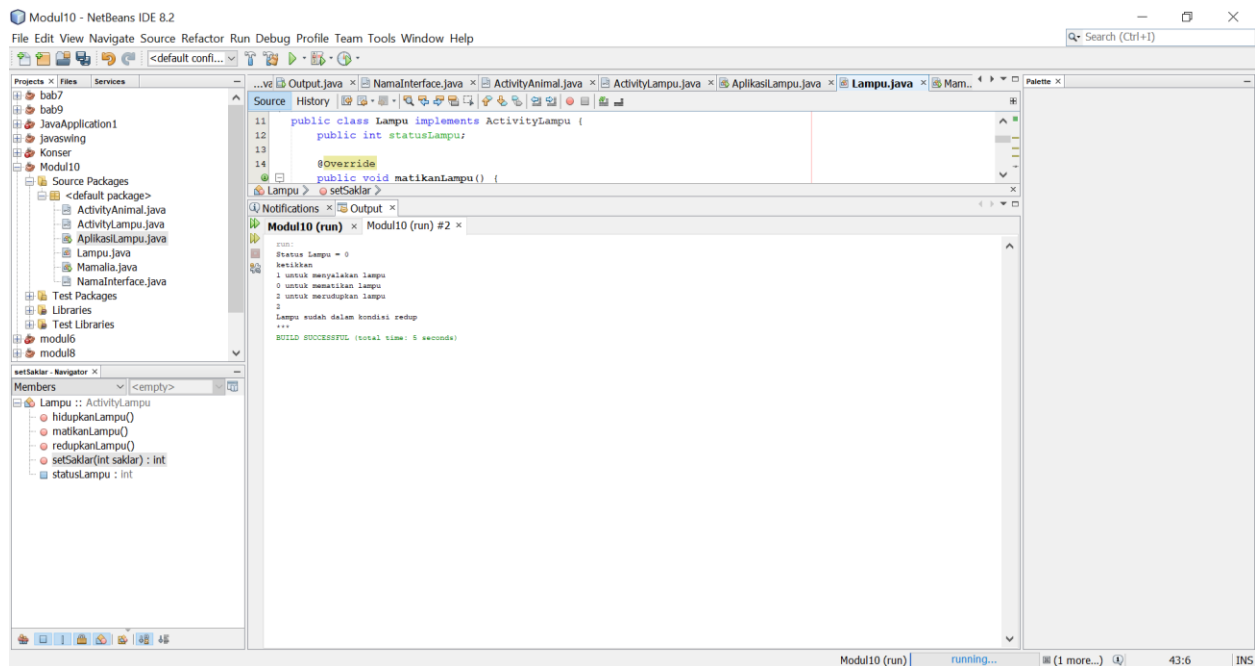 Modul10 - NetBeans IDE 8.2
File Edit View Navigate Source Refactor Run Debug Profile Team Tools Window Help
Search (Ctrl+I)
<default confi...
Projects Files Services
...va Output.java NamaInterface.java ActivityAnimal.java ActivityLampu.java AplikasiLampu.java Lampu.java Mam..
Palette
bab7
bab9
JavaApplication1
javaswing
Konser
Modul10
Source Packages
<default package>
ActivityAnimal.java
ActivityLampu.java
AplikasiLampu.java
Lampu.java
Mamalia.java
NamaInterface.java
Test Packages
Libraries
Test Libraries
modul6
modul8
Source History
11 public class Lampu implements ActivityLampu {
12 public int statusLampu;
13
14 @Override
public void matikanLampu() {
Lampu > setSaklar >
Notifications Output
Modul10 (run) Modul10 (run) #2
run:
Status Lampu = 0
ketikkan
1 untuk menyalakan lampu
0 untuk mematikan lampu
2 untuk merudupkan lampu
2
Lampu sudah dalam kondisi redup
***
BUILD SUCCESSFUL (total time: 5 seconds)
setSaklar - Navigator
Members <empty>
Lampu :: ActivityLampu
hidupkanLampu()
matikanLampu()
redupkanLampu()
setSaklar(int saklar) : int
statusLampu : int
Modul10 (run) running... (1 more...) 43:6 INS